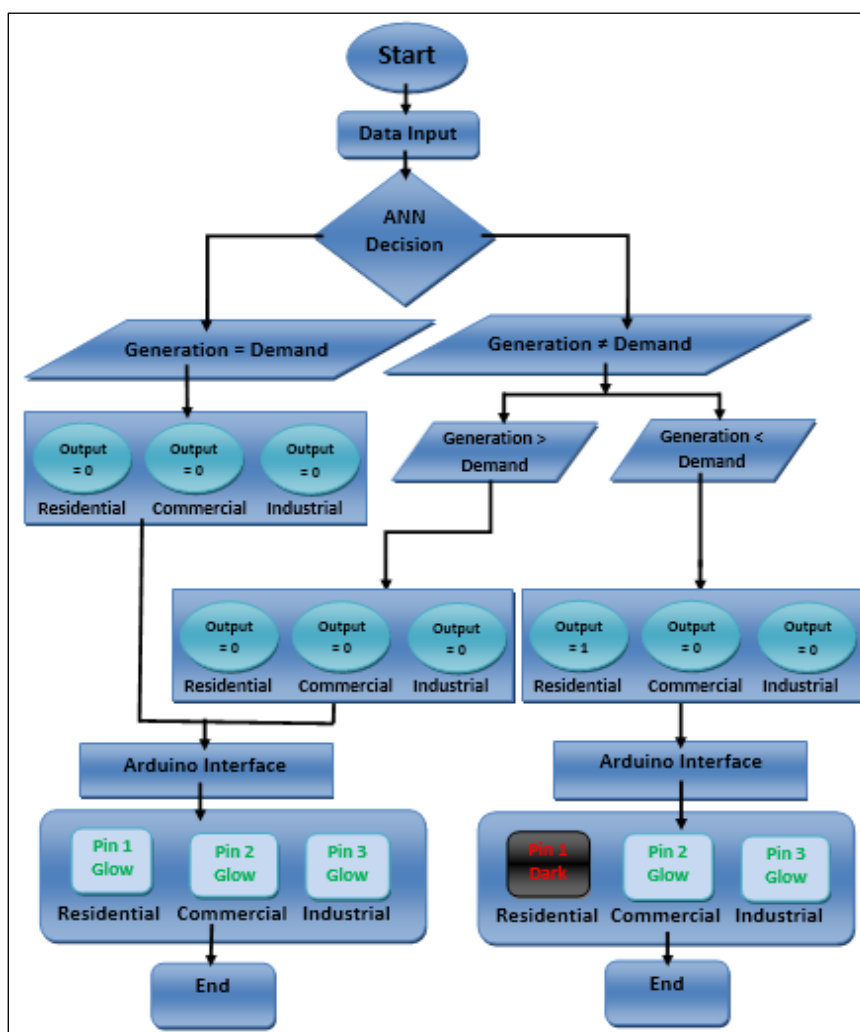 Start
Data Input
ANN
Decision
Generation = Demand
Generation ≠ Demand
Output
= 0
Output
= 0
Output
= 0
Residential
Commercial
Industrial
Generation >
Demand
Generation <
Demand
Output
= 0
Output
= 0
Output
= 0
Residential
Commercial
Industrial
Output
= 1
Output
= 0
Output
= 0
Residential
Commercial
Industrial
Arduino Interface
Arduino Interface
Pin 1
Glow
Pin 2
Glow
Pin 3
Glow
Residential
Commercial
Industrial
Pin 1
Dark
Pin 2
Glow
Pin 3
Glow
Residential
Commercial
Industrial
End
End